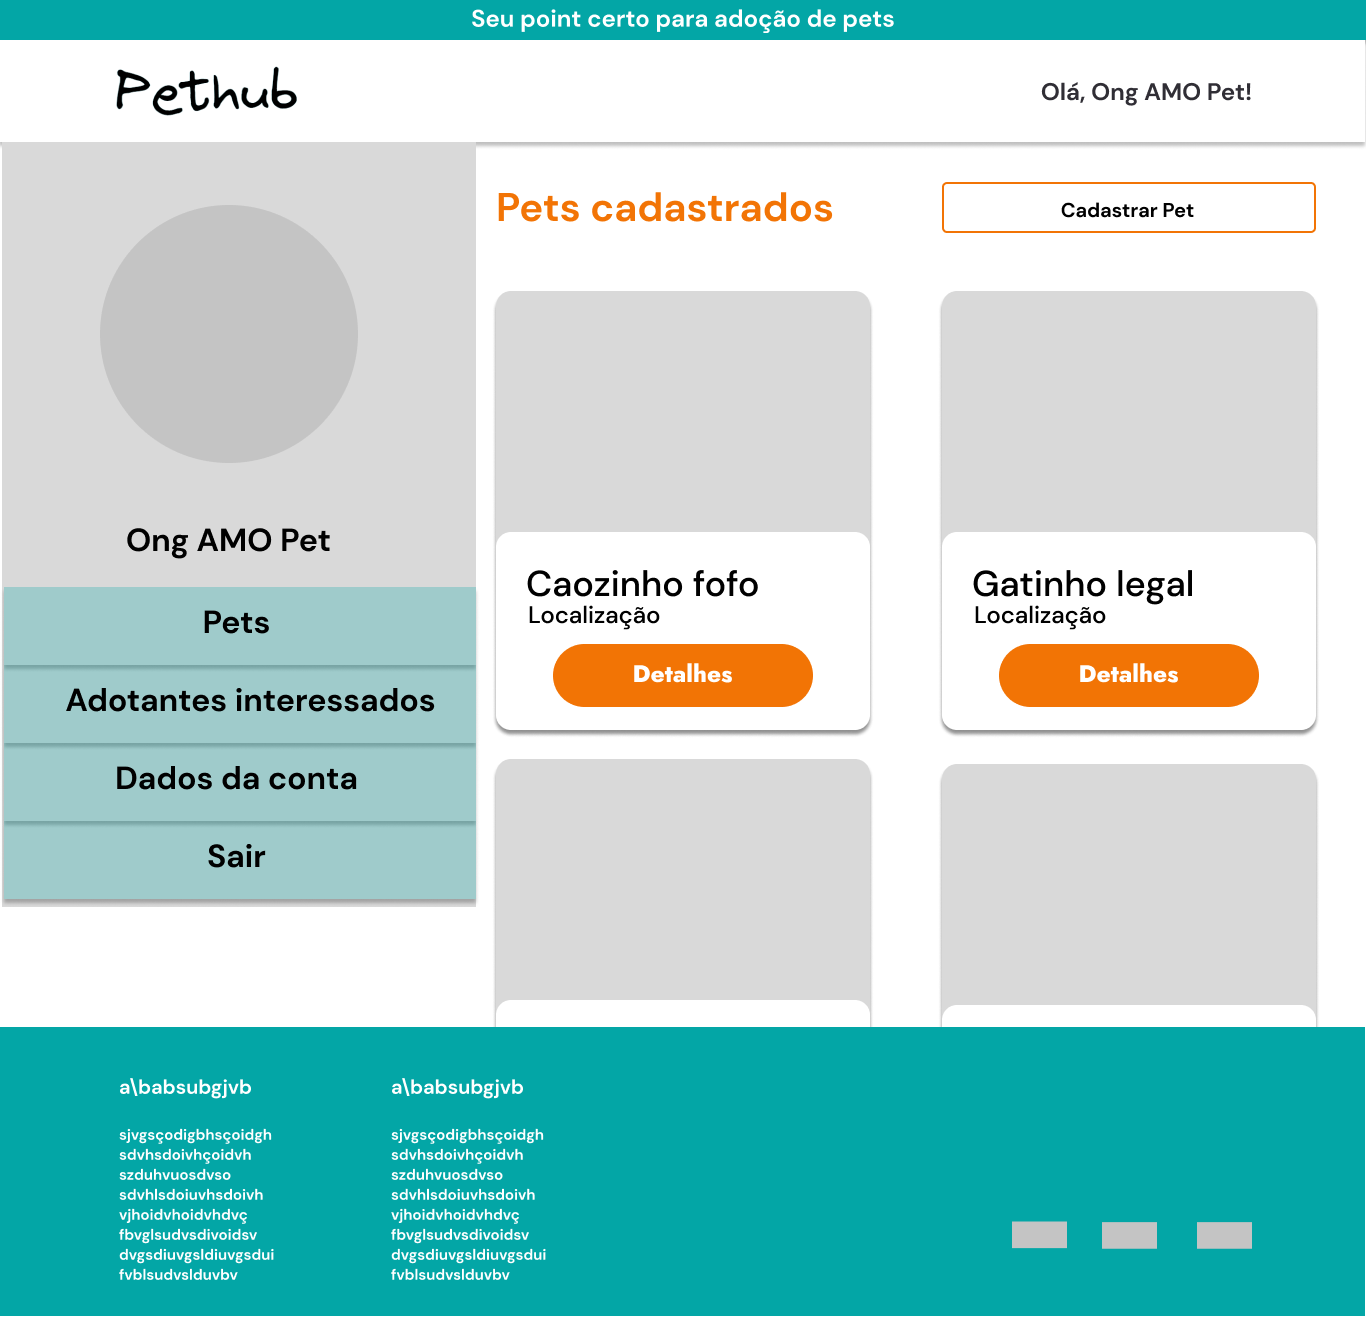 Seu point certo para adoção de pets
Pethub
Olá, Ong AMO Pet!
Ong AMO Pet
Pets
Adotantes interessados
Dados da conta
Sair
Pets cadastrados
Cadastrar Pet
Caozinho fofo
Localização
Detalhes
Gatinho legal
Localização
Detalhes
a\babsubgjvb
sjvgsçodigbhsçoidgh
sdvhsdoivhçoidvh
szduhvuosdvso
sdvhlsdoiuvhsdoivh
vjhoidvhoidvhdvç
fbvglsudvsdivoidsv
dvgsdiuvgsldiuvgsdui
fvblsudvslduvbv
a\babsubgjvb
sjvgsçodigbhsçoidgh
sdvhsdoivhçoidvh
szduhvuosdvso
sdvhlsdoiuvhsdoivh
vjhoidvhoidvhdvç
fbvglsudvsdivoidsv
dvgsdiuvgsldiuvgsdui
fvblsudvslduvbv